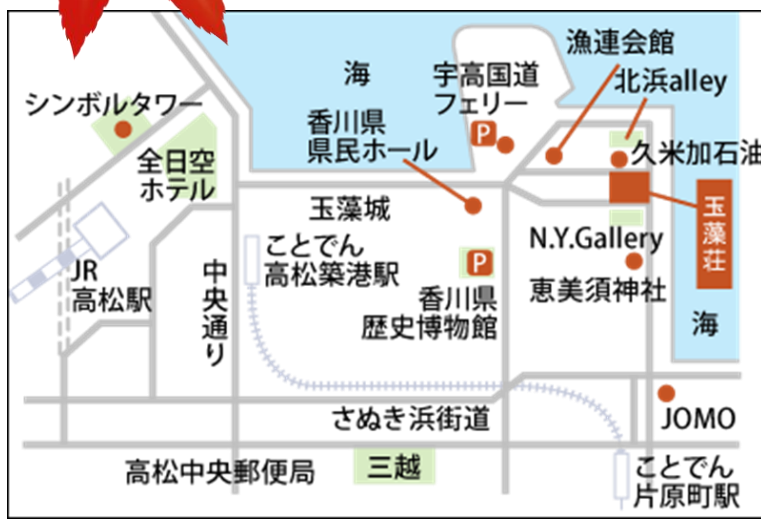 漁連会館
海
宇高国道
フェリー
北浜alley
シンボルタワー
香川県
県民ホール
P
全日空
ホテル
久米加石油
玉藻荘
玉藻城
N.Y.Gallery
ことでん
高松築港駅
P
JR
高松駅
中央通り
香川県
歴史博物館
恵美須神社
海
さぬき浜街道
JOMO
高松中央郵便局
三越
ことでん
片原町駅